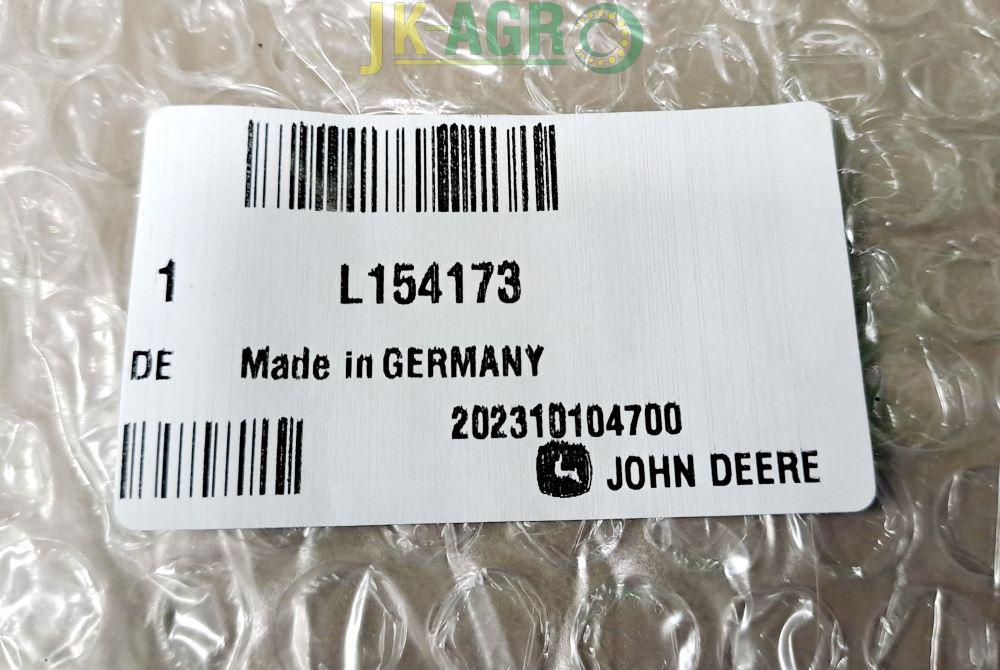 JK-AGRO
1 L154173
DE Made in GERMANY
202310104700
JOHN DEERE